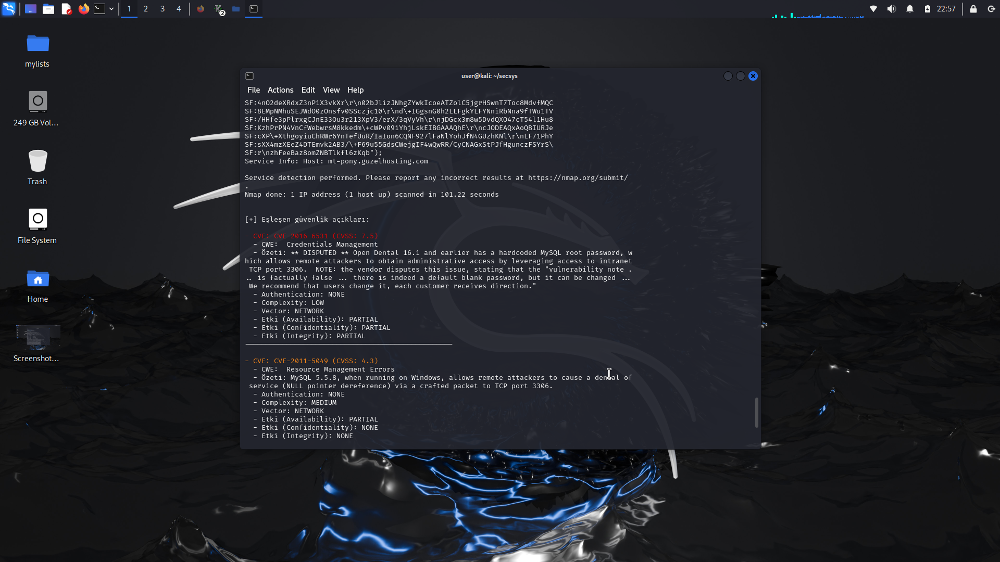 1 2 3 4
2
22:57
mylists
249 GB Vol...
Trash
File System
Home
Screenshot...
user@kali: ~/secsys
File Actions Edit View Help
SF:4nO2deXRdxZ3nP1X3vkXr\r\n02bJlizJNhgZYwkIcoeATZolC5jgrHSwnT7Toc8MdvfMQC
SF:8EMpNMhuSEJWdO0zOnsfv0SSczjc10\r\nd\+IGgsnG0h2LLFgkYLFYNniRbNna9fTWu1TV
SF:/HHfe3pPlrxgCJnE33Ou3r213XpV3/erX/3qVyVh\r\njDGcx3m8w5DvdQXO47cT54l1Hu8
SF:KzhPrPN4VnCfWebwrsM8kkedm\+cWPv09iYhjLskEIBGAAAQhE\r\ncJODEAQxAoQBIURJe
SF:cXP\+XthgoyiuChRWr6YnTefUuR/IaIon6CQNF927lFaNlYohJfN4GUzhKNl\r\nLF71PhY
SF:sXX4mzXEeZ4DTEmvk2AB3/\+F69u55GdsCWejgIF4wQwRR/CyCNAGxStPJfHgunczFSYrS\
SF:r\nzhFeeBaz8omZNBTlkfl6zKqb");
Service Info: Host: mt-pony.guzelhosting.com
Service detection performed. Please report any incorrect results at https://nmap.org/submit/
.
Nmap done: 1 IP address (1 host up) scanned in 101.22 seconds
[+] Eşleşen güvenlik açıkları:
- CVE: CVE-2016-6531 (CVSS: 7.5)
- CWE:  Credentials Management
- Özeti: ** DISPUTED ** Open Dental 16.1 and earlier has a hardcoded MySQL root password, w
hich allows remote attackers to obtain administrative access by leveraging access to intranet
TCP port 3306.  NOTE: the vendor disputes this issue, stating that the "vulnerability note .
.. is factually false ... there is indeed a default blank password, but it can be changed ...
We recommend that users change it, each customer receives direction."
- Authentication: NONE
- Complexity: LOW
- Vector: NETWORK
- Etki (Availability): PARTIAL
- Etki (Confidentiality): PARTIAL
- Etki (Integrity): PARTIAL
- CVE: CVE-2011-5049 (CVSS: 4.3)
- CWE:  Resource Management Errors
- Özeti: MySQL 5.5.8, when running on Windows, allows remote attackers to cause a denial of
service (NULL pointer dereference) via a crafted packet to TCP port 3306.
- Authentication: NONE
- Complexity: MEDIUM
- Vector: NETWORK
- Etki (Availability): PARTIAL
- Etki (Confidentiality): NONE
- Etki (Integrity): NONE